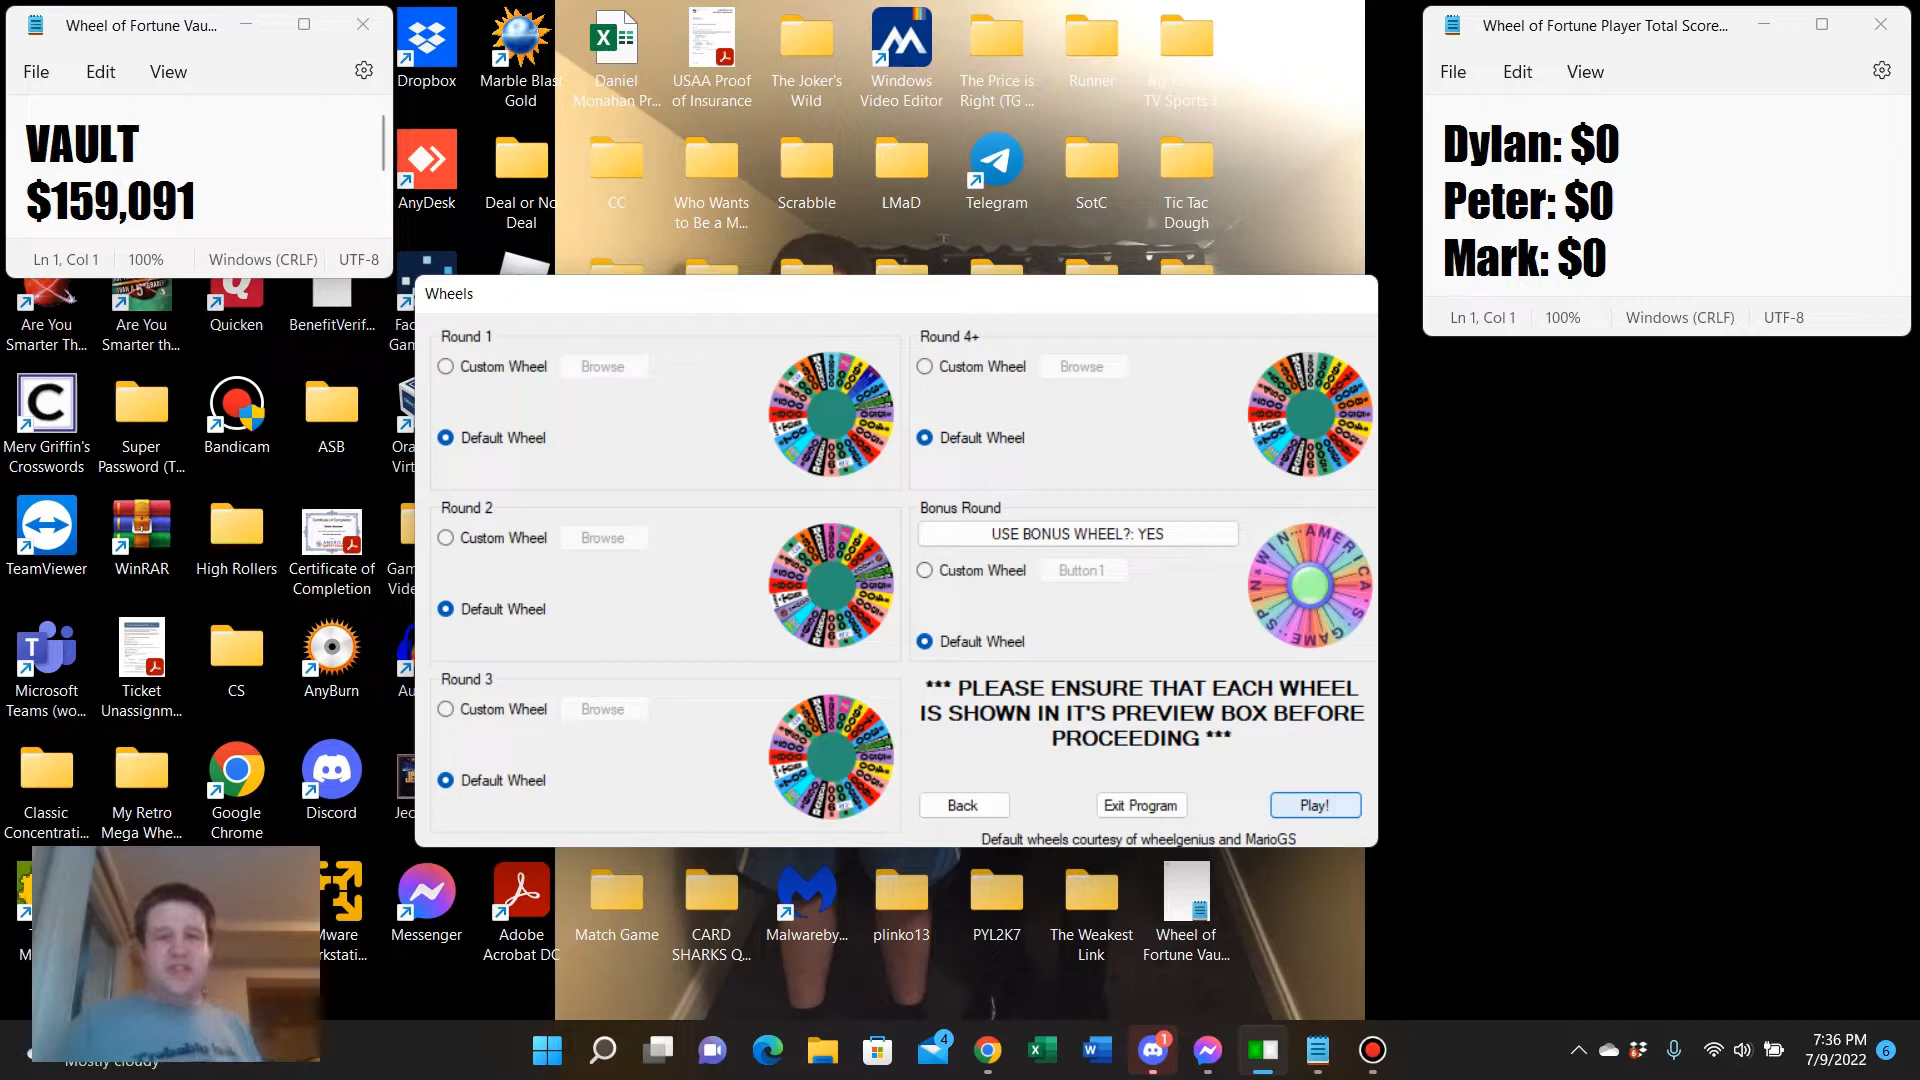 Wheel of Fortune Vau...
File Edit View
VAULT
$159,091
Ln 1, Col 1 100% Windows (CRLF) UTF-8
Wheel of Fortune Player Total Score...
File Edit View
Dylan: $0
Peter: $0
Mark: $0
Ln 1, Col 1 100% Windows (CRLF) UTF-8
Dropbox
Marble Blast
Gold
Daniel
Monahan Pr...
USAA Proof
of Insurance
The Joker's
Wild
Windows
Video Editor
The Price is
Right (TG ...
Runner
TV Sports
AnyDesk
Deal or No
Deal
CC
Who Wants
to Be a M...
Scrabble
LMaD
Telegram
SotC
Tic Tac
Dough
Are You
Smarter Th...
Are You
Smarter th...
Quicken
BenefitVerif...
Merv Griffin's
Crosswords
Super
Password (T...
Bandicam
ASB
TeamViewer
WinRAR
High Rollers
Certificate of
Completion
Microsoft
Teams (wo...
Ticket
Unassignm...
CS
AnyBurn
Classic
Concentrati...
My Retro
Mega Whe...
Google
Chrome
Discord
Wheels
Round 1
Custom Wheel Browse
Default Wheel
Round 2
Custom Wheel Browse
Default Wheel
Round 3
Custom Wheel Browse
Default Wheel
Round 4+
Custom Wheel Browse
Default Wheel
Bonus Round
USE BONUS WHEEL?: YES
Custom Wheel Button1
Default Wheel
*** PLEASE ENSURE THAT EACH WHEEL
IS SHOWN IN IT'S PREVIEW BOX BEFORE
PROCEEDING ***
Back Exit Program Play!
Default wheels courtesy of wheelgenius and MarioGS
Messenger
Adobe
Acrobat DC
Match Game
CARD
SHARKS Q...
Malwareby...
plinko13
PYL2K7
The Weakest
Link
Wheel of
Fortune Vau...
Mostly cloudy
7:36 PM
7/9/2022